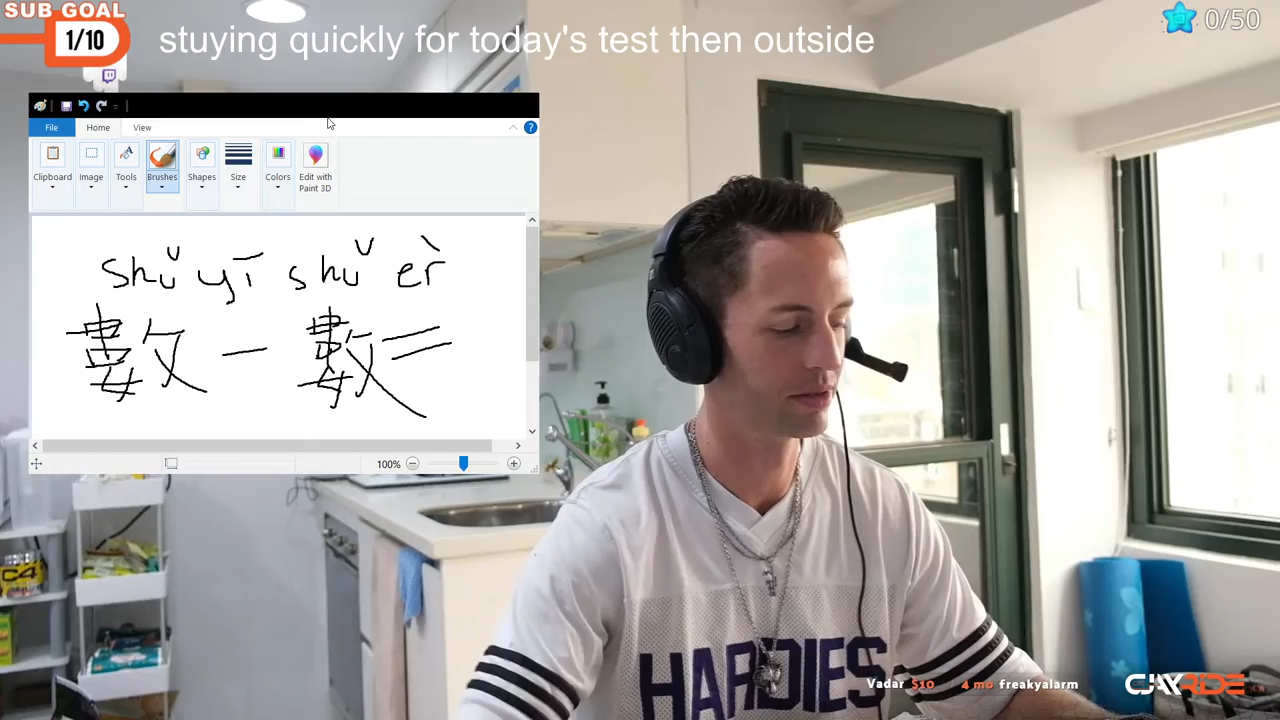 SUB GOAL
1/10
stuying quickly for today's test then outside
0/50
File
Home
View
Clipboard
Image
Tools
Brushes
Shapes
Size
Colors
Edit with
Paint 3D
shǔ yī shǔ èr
數一數二
100%
C4
HARDIES
Vadar $10
4 mo freakyalarm
CJAYRIDE